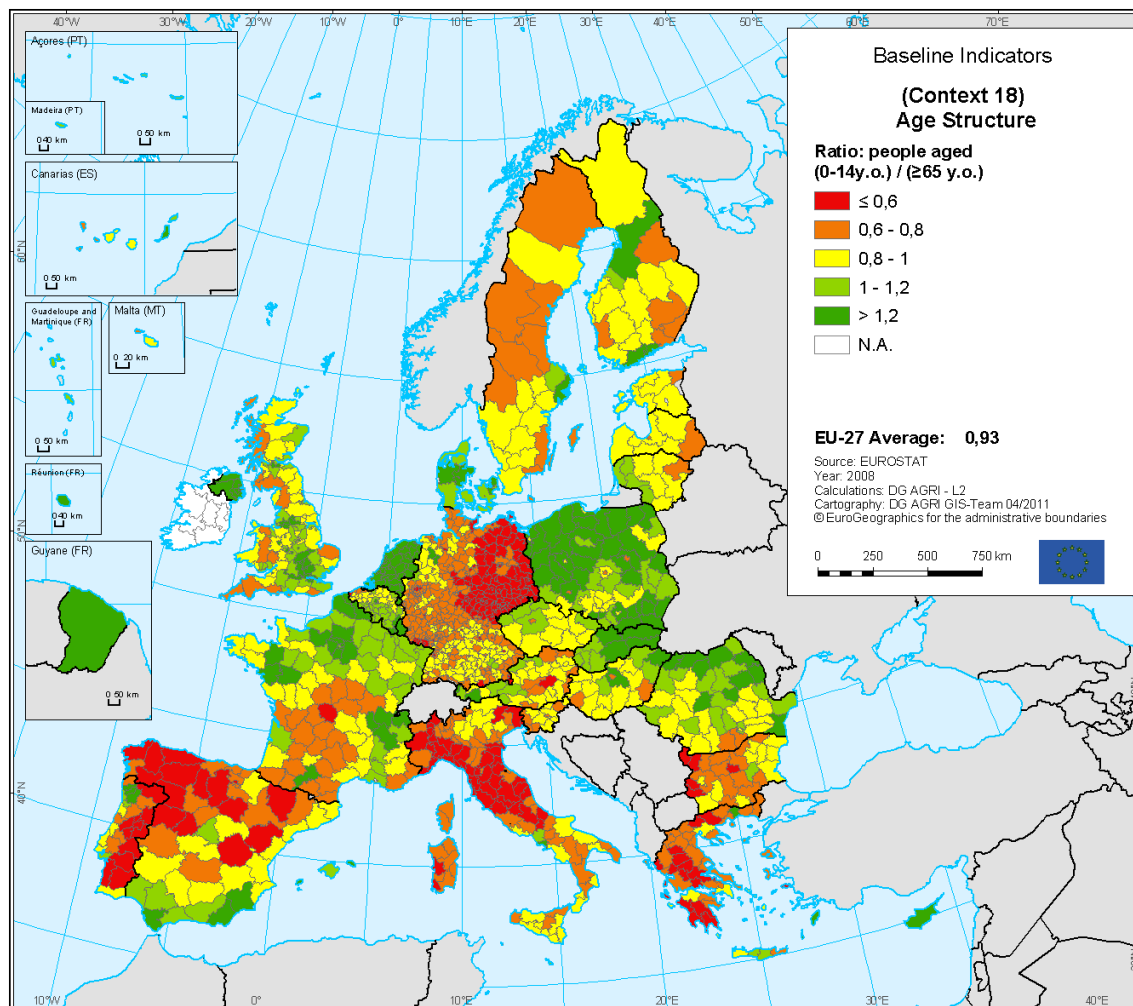 40°W
30°W
20°W
10°W
0°
10°E
20°E
30°E
40°E
50°E
60°E
70°E
Açores (PT)
Madeira (PT)
0 40 km
0 50 km
Canarias (ES)
0 50 km
Guadeloupe and
Martinique (FR)
0 50 km
Malta (MT)
0 20 km
Réunion (FR)
0 40 km
Guyane (FR)
0 50 km
60°N
50°N
40°N
Baseline Indicators
(Context 18)
Age Structure
Ratio: people aged
(0-14y.o.) / (≥65 y.o.)
≤ 0,6
0,6 - 0,8
0,8 - 1
1 - 1,2
> 1,2
N.A.
EU-27 Average: 0,93
Source: EUROSTAT
Year: 2008
Calculations: DG AGRI - L2
Cartography: DG AGRI GIS-Team 04/2011
© EuroGeographics for the administrative boundaries
0 250 500 750 km
10°W
0°
10°E
20°E
30°E
40°E